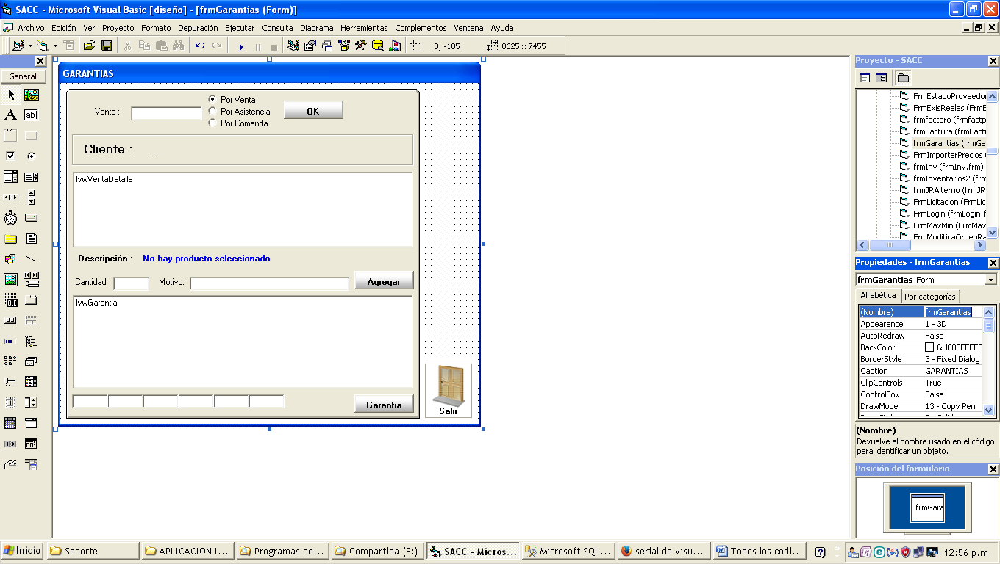 SACC - Microsoft Visual Basic [diseño] - [frmGarantias (Form)]
Archivo Edición Ver Proyecto Formato Depuración Ejecutar Consulta Diagrama Herramientas Complementos Ventana Ayuda
0, -105 8625 x 7455
General
A ab|
xy
OLE
GARANTIAS
Venta :
Por Venta
Por Asistencia
Por Comanda
OK
Cliente : ...
lvwVentaDetalle
Descripción : No hay producto seleccionado
Cantidad: Motivo: Agregar
lvwGarantia
Garantia
Salir
Proyecto - SACC
FrmEstadoProveedor
FrmExisReales (FrmE
frmfactpro (frmfactp
frmFactura (frmFact
frmGarantias (frmGa
FrmImportarPrecios
frmInv (frmInv.frm)
frmInventarios2 (frm
frmJRAlterno (frmJR
FrmLicitacion (FrmLic
FrmLogin (frmLogin.f
FrmMaxMin (FrmMax
FrmModificaOrdenRa
Propiedades - frmGarantias
frmGarantias Form
Alfabética Por categorías
(Nombre) frmGarantias
Appearance 1 - 3D
AutoRedraw False
BackColor &H00FFFFFF
BorderStyle 3 - Fixed Dialog
Caption GARANTIAS
ClipControls True
ControlBox False
DrawMode 13 - Copy Pen
(Nombre)
Devuelve el nombre usado en el código
para identificar un objeto.
Posición del formulario
frmGara
Inicio Soporte APLICACION I... Programas de... Compartida (E:) SACC - Micros... Microsoft SQL... serial de visu... Todos los codi... 12:56 p.m.